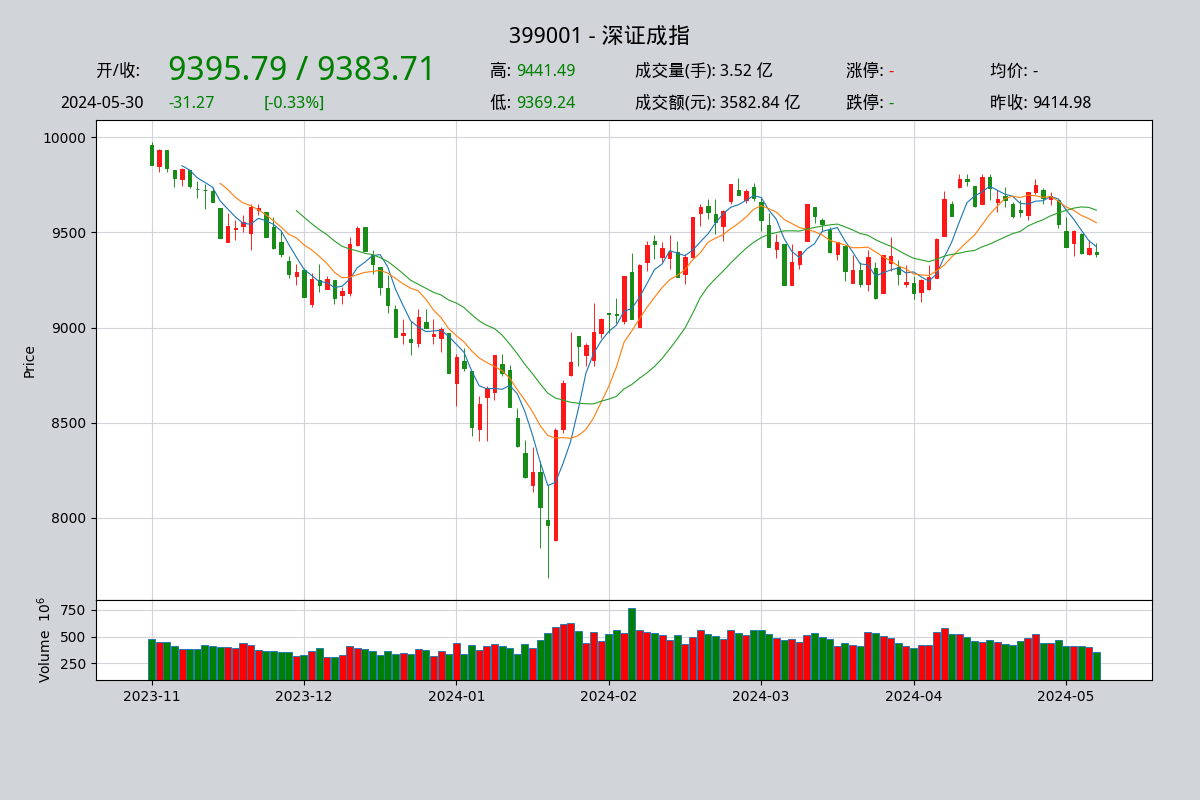 399001 - 深证成指
开/收: 9395.79 / 9383.71 高: 9441.49 成交量(手): 3.52 亿 涨停: - 均价: -
2024-05-30 -31.27 [-0.33%] 低: 9369.24 成交额(元): 3582.84 亿 跌停: - 昨收: 9414.98
10000
9500
9000
8500
8000
Price
750
500
250
Volume 10⁶
2023-11 2023-12 2024-01 2024-02 2024-03 2024-04 2024-05